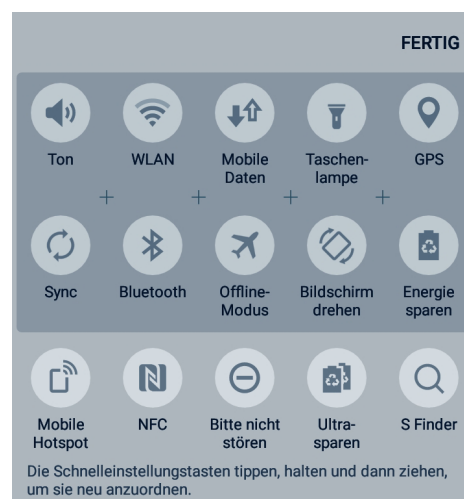 FERTIG
Ton WLAN Mobile Daten Taschen- lampe GPS
Sync Bluetooth Offline- Modus Bildschirm drehen Energie sparen
Mobile Hotspot NFC Bitte nicht stören Ultra- sparen S Finder
Die Schnelleinstellungstasten tippen, halten und dann ziehen,
um sie neu anzuordnen.